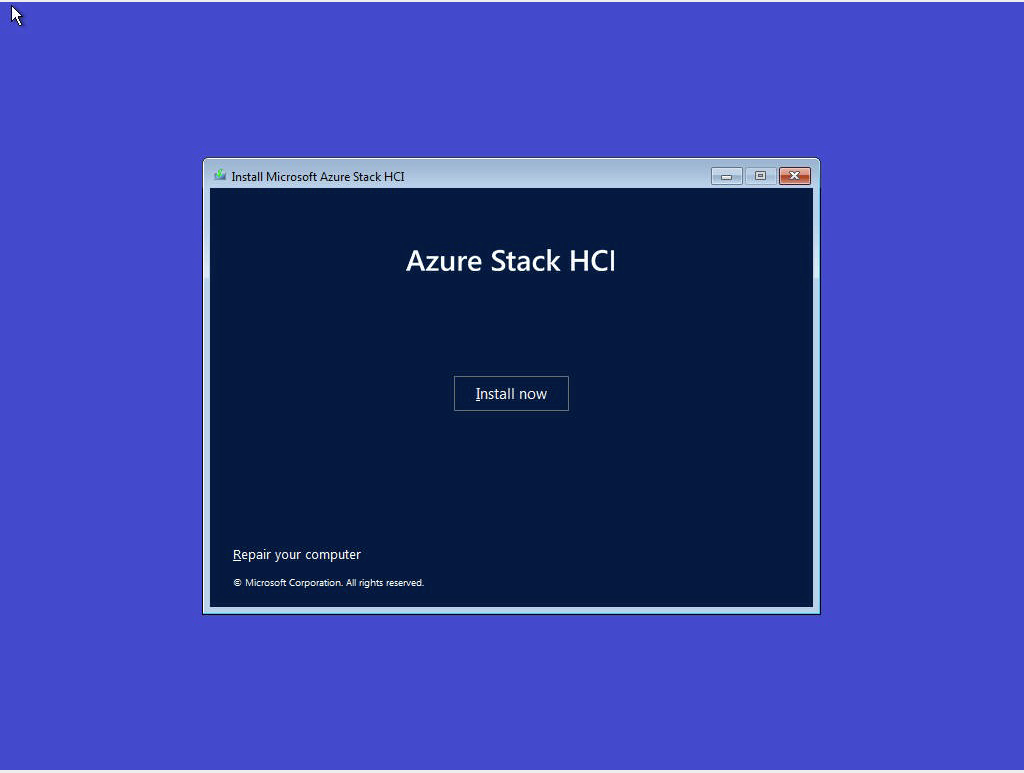 Install Microsoft Azure Stack HCI
Azure Stack HCI
Install now
Repair your computer
© Microsoft Corporation. All rights reserved.